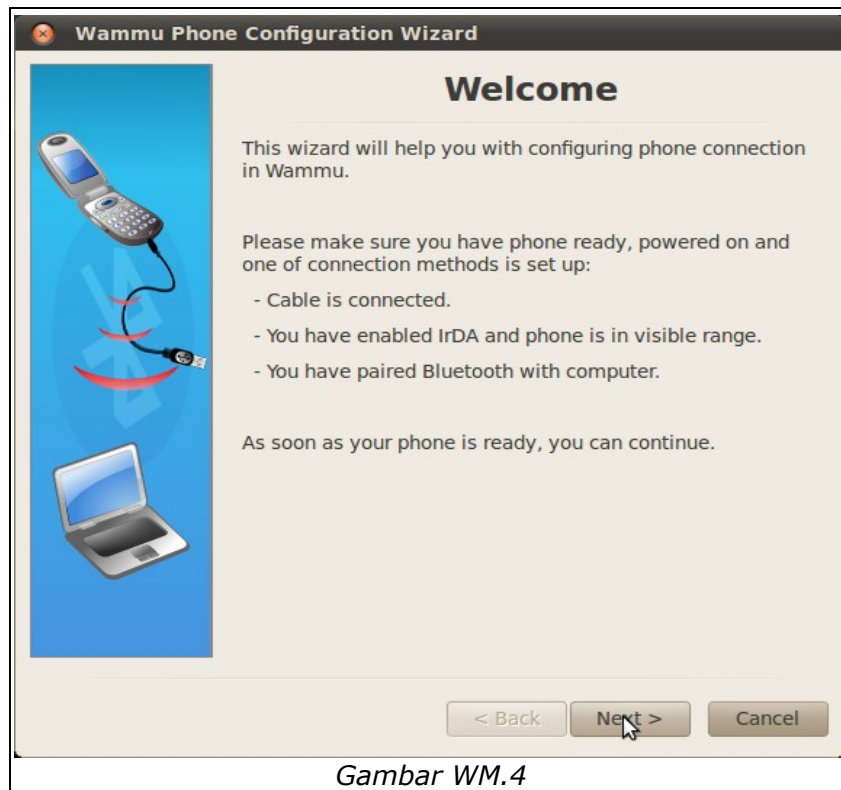 Wammu Phone Configuration Wizard
Welcome
This wizard will help you with configuring phone connection
in Wammu.
Please make sure you have phone ready, powered on and
one of connection methods is set up:
- Cable is connected.
- You have enabled IrDA and phone is in visible range.
- You have paired Bluetooth with computer.
As soon as your phone is ready, you can continue.
< Back Next > Cancel
Gambar WM.4